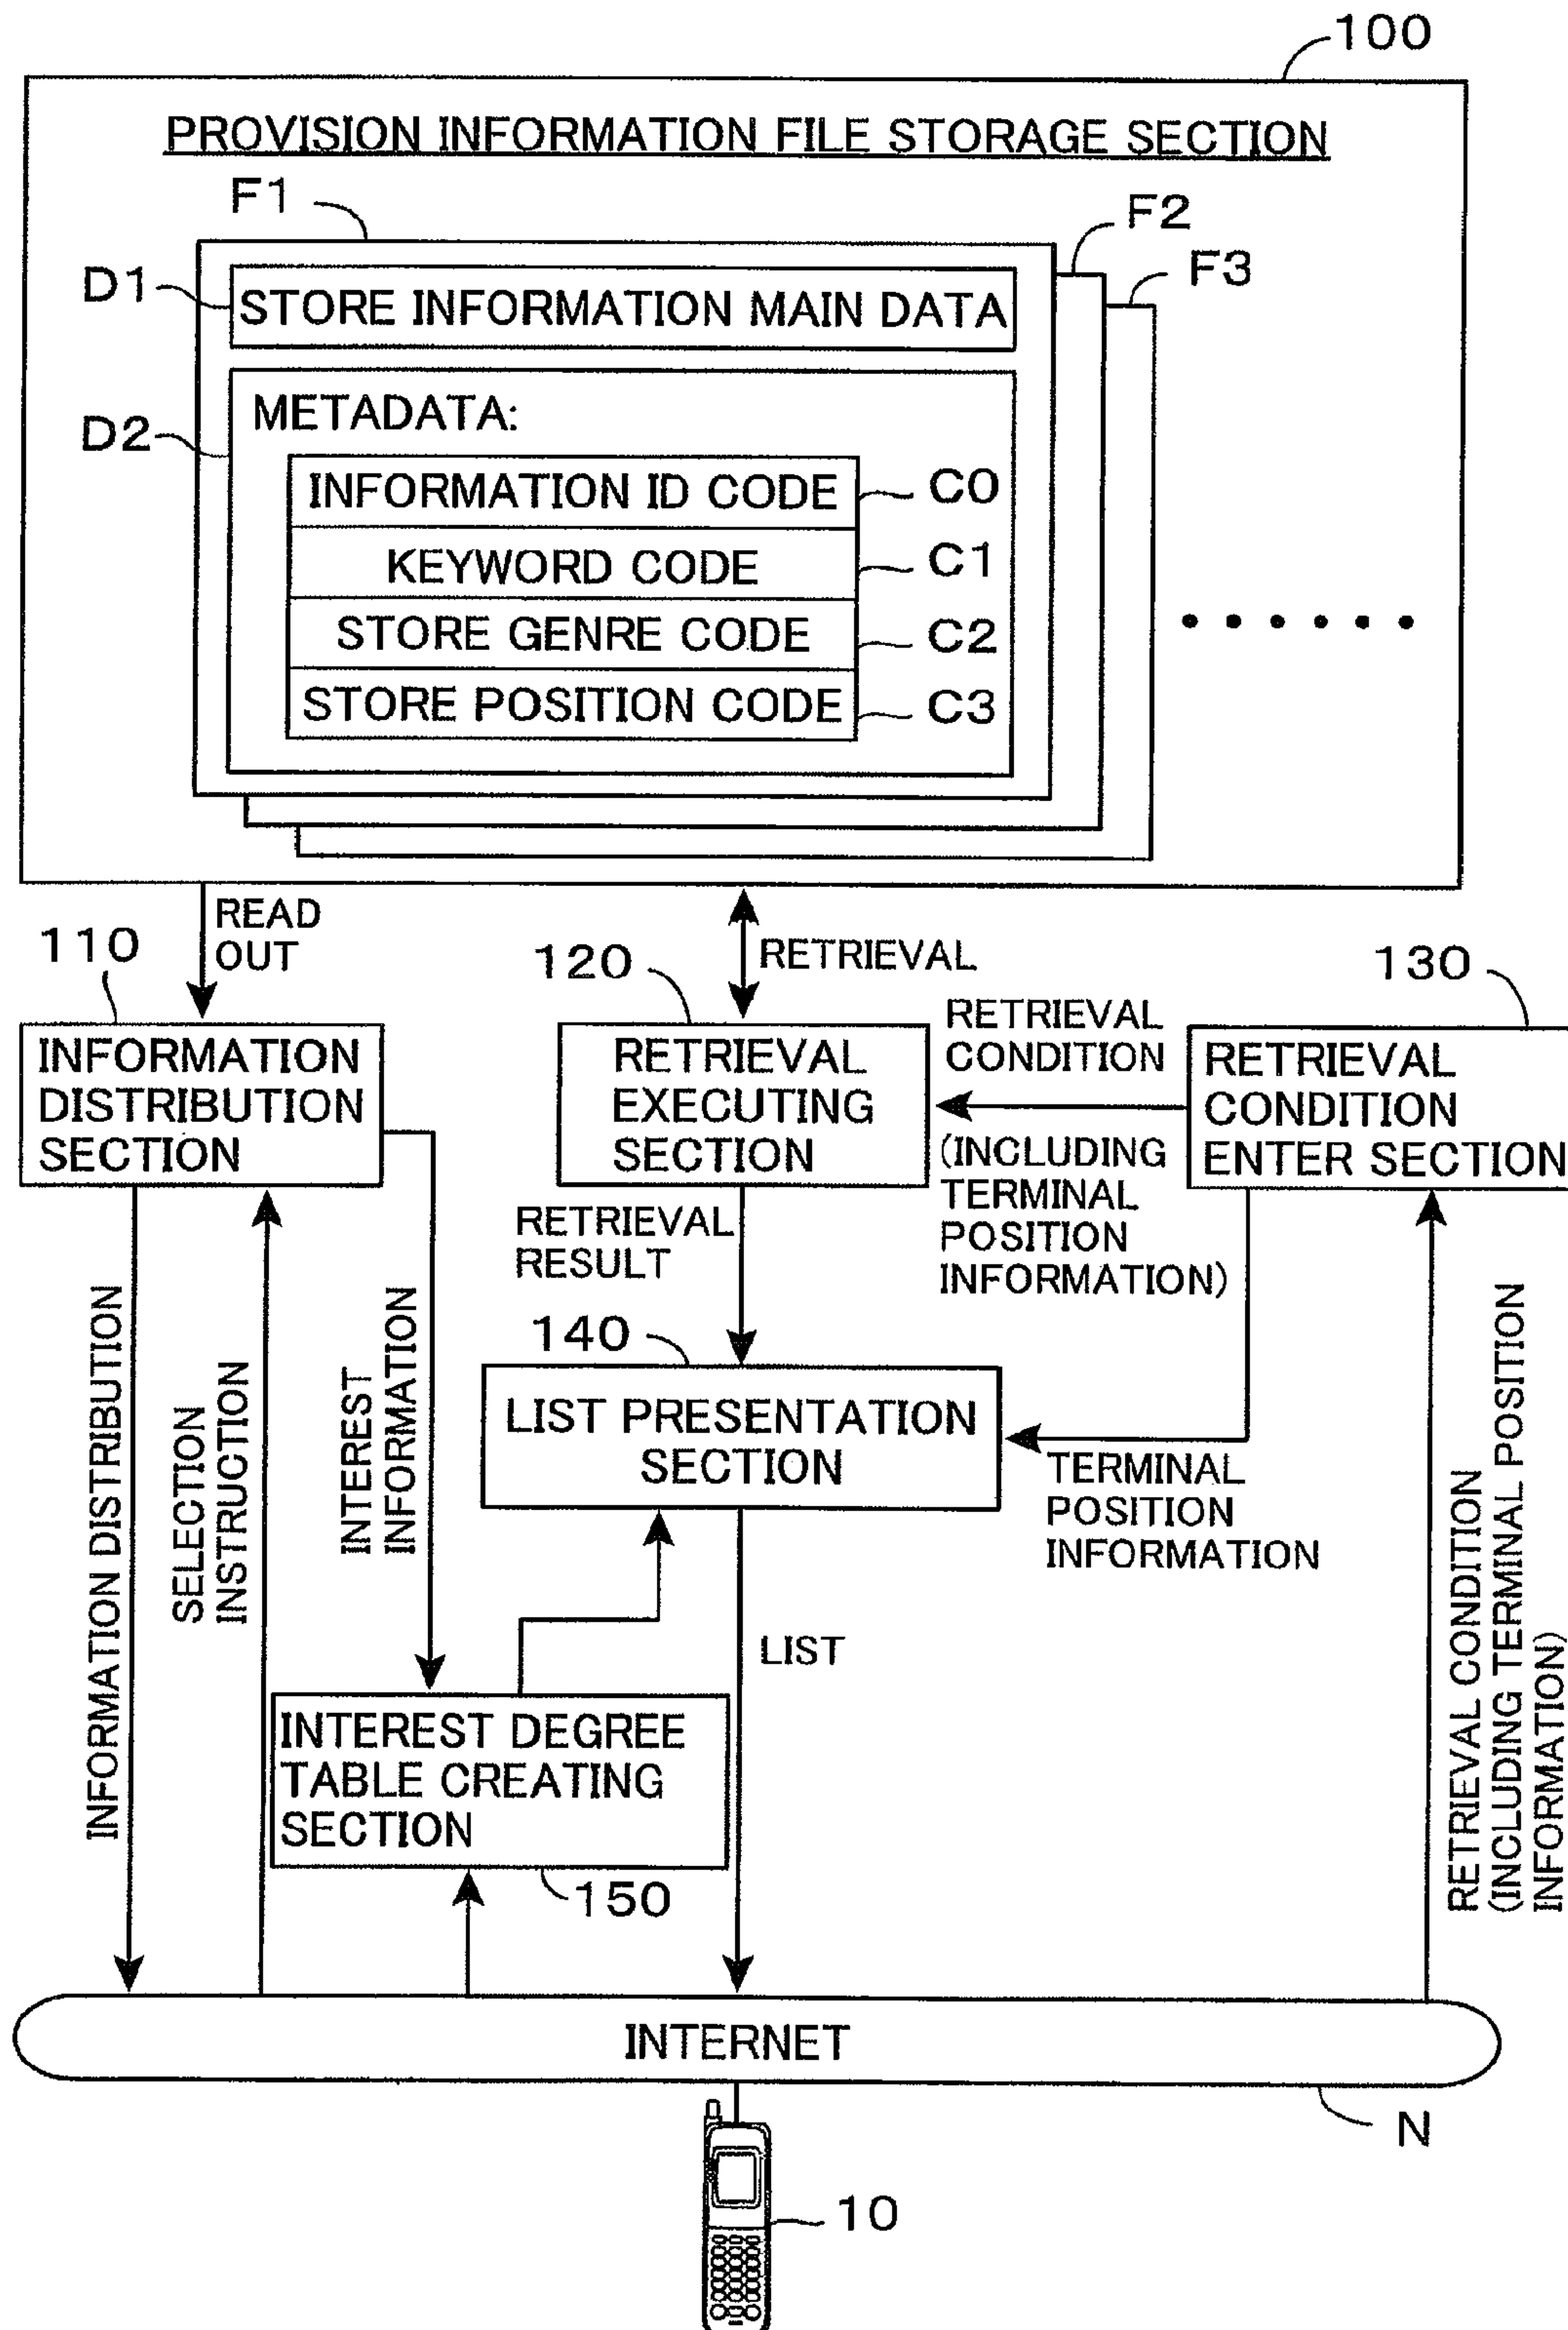 100
PROVISION INFORMATION FILE STORAGE SECTION
F1
F2
F3
D1
STORE INFORMATION MAIN DATA
D2
METADATA:
INFORMATION ID CODE
C0
KEYWORD CODE
C1
STORE GENRE CODE
C2
STORE POSITION CODE
C3
READ
OUT
RETRIEVAL
110
120
130
INFORMATION
DISTRIBUTION
SECTION
RETRIEVAL
EXECUTING
SECTION
RETRIEVAL
CONDITION
(INCLUDING
TERMINAL
POSITION
INFORMATION)
RETRIEVAL
CONDITION
ENTER SECTION
RETRIEVAL
RESULT
140
LIST PRESENTATION
SECTION
TERMINAL
POSITION
INFORMATION
INFORMATION DISTRIBUTION
SELECTION
INSTRUCTION
INTEREST
INFORMATION
LIST
RETRIEVAL CONDITION
(INCLUDING TERMINAL POSITION
INFORMATION)
INTEREST DEGREE
TABLE CREATING
SECTION
150
INTERNET
N
10